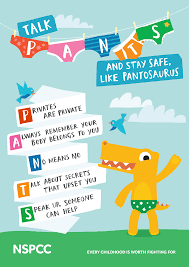 TALK
PANTS
AND STAY SAFE,
LIKE PANTOSAURUS
PRIVATES
ARE PRIVATE
ALWAYS REMEMBER YOUR
BODY BELONGS TO YOU
NO MEANS NO
TALK ABOUT SECRETS
THAT UPSET YOU
SPEAK UP, SOMEONE
CAN HELP
NSPCC
EVERY CHILDHOOD IS WORTH FIGHTING FOR